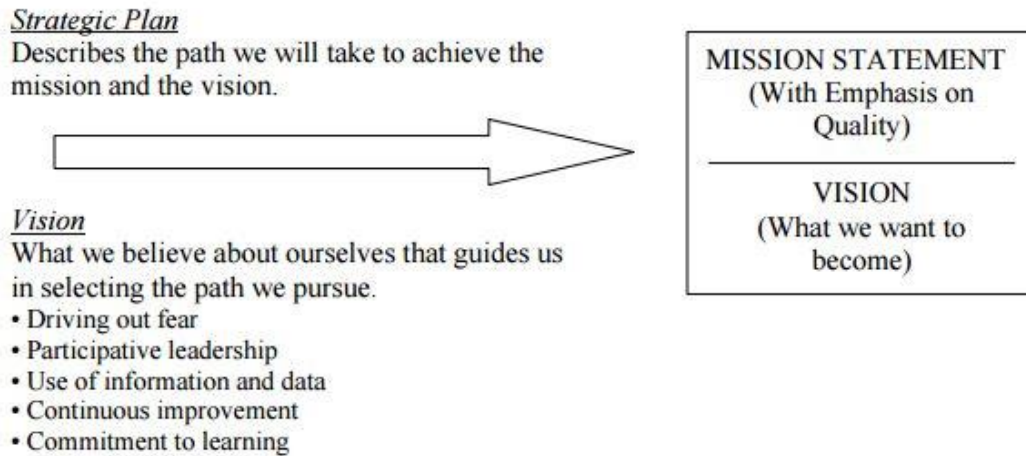 Strategic Plan
Describes the path we will take to achieve the
mission and the vision.
Vision
What we believe about ourselves that guides us
in selecting the path we pursue.
• Driving out fear
• Participative leadership
• Use of information and data
• Continuous improvement
• Commitment to learning
MISSION STATEMENT
(With Emphasis on
Quality)
VISION
(What we want to
become)